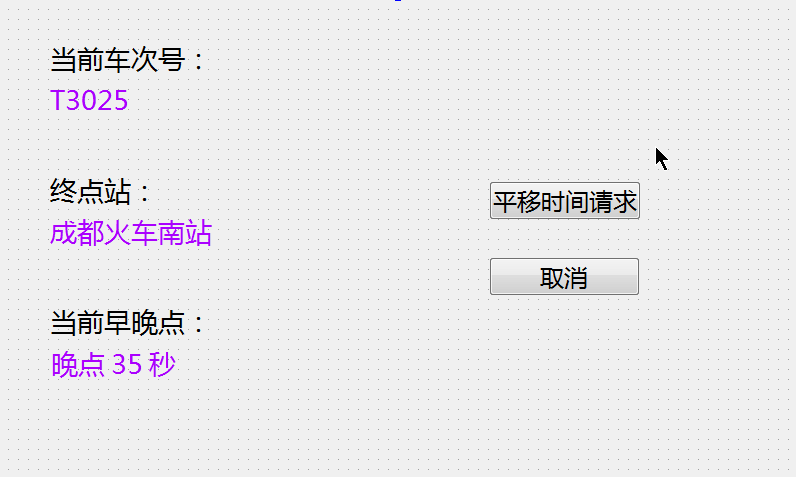 当前车次号：
T3025
终点站：
成都火车南站
平移时间请求
取消
当前早晚点：
晚点 35 秒